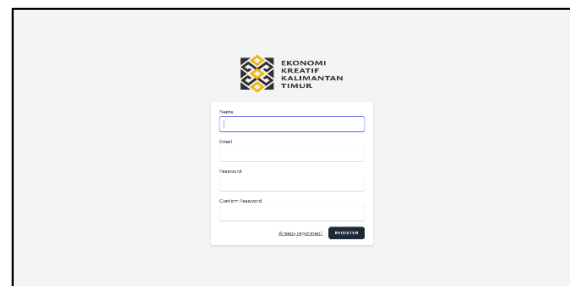 EKONOMI
KREATIF
KALIMANTAN
TIMUR
Name
Email
Password
Confirm Password
Already registered?
REGISTER